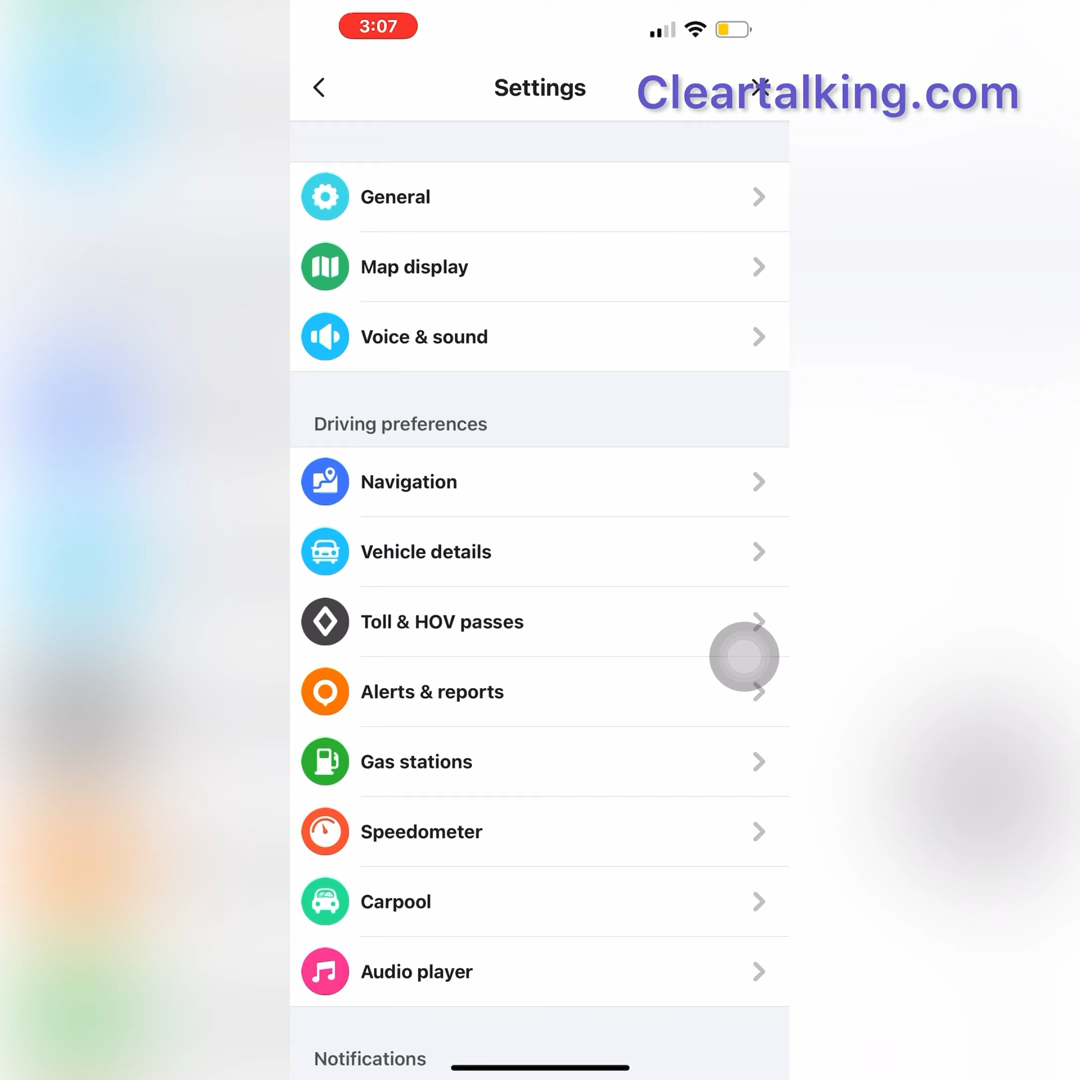 3:07
Settings
Cleartalking.com
General
Map display
Voice & sound
Driving preferences
Navigation
Vehicle details
Toll & HOV passes
Alerts & reports
Gas stations
Speedometer
Carpool
Audio player
Notifications